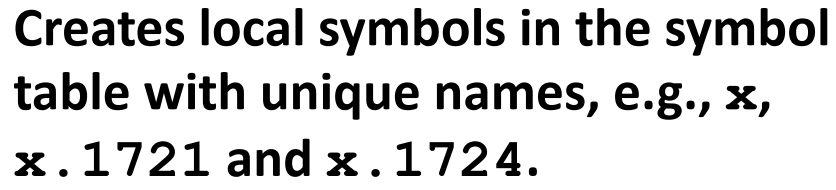 Creates local symbols in the symbol
table with unique names, e.g., x,
x.1721 and x.1724.